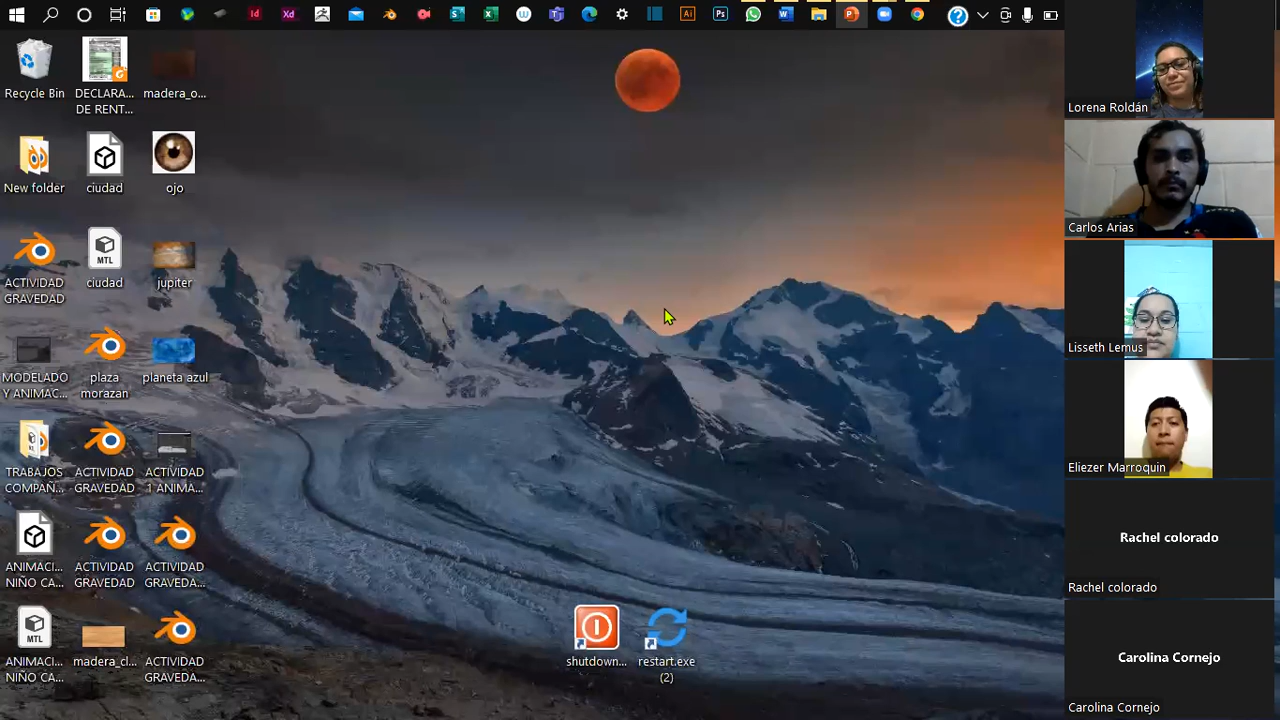 Recycle Bin
DECLARA...
DE RENT...
madera_o...
New folder
ciudad
ojo
ACTIVIDAD
GRAVEDAD
MTL
ciudad
jupiter
MODELADO
Y ANIMAC...
plaza
morazan
planeta azul
TRABAJOS
COMPAÑ...
ACTIVIDAD
GRAVEDAD
ACTIVIDAD
1 ANIMA...
ANIMACI...
NIÑO CA...
ACTIVIDAD
GRAVEDAD
ACTIVIDAD
GRAVEDA...
MTL
ANIMACI...
NIÑO CA...
madera_cl...
ACTIVIDAD
GRAVEDA...
shutdown...
restart.exe
(2)
Lorena Roldán
Carlos Arias
Lisseth Lemus
Eliezer Marroquin
Rachel colorado
Rachel colorado
Carolina Cornejo
Carolina Cornejo